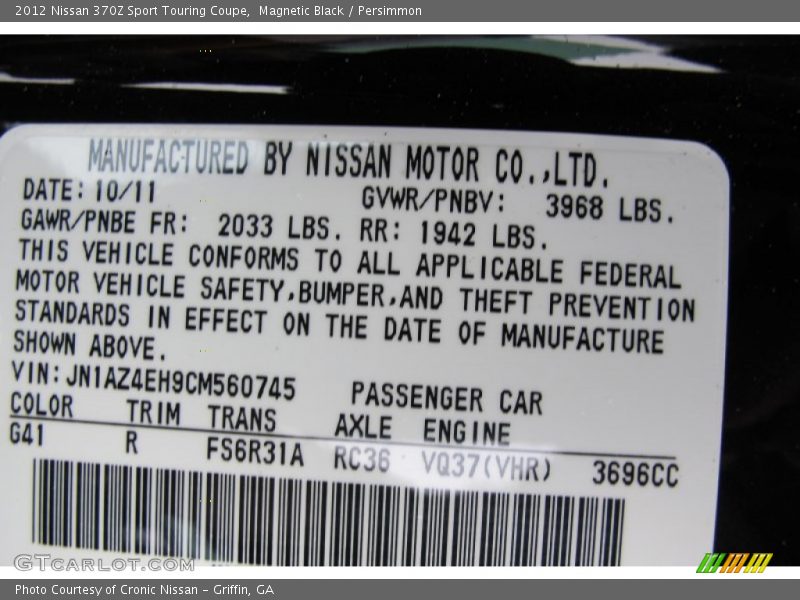 2012 Nissan 370Z Sport Touring Coupe,  Magnetic Black / Persimmon
MANUFACTURED BY NISSAN MOTOR CO.,LTD.
DATE: 10/11   GVWR/PNBV:   3968 LBS.
GAWR/PNBE FR:  2033 LBS. RR: 1942 LBS.
THIS VEHICLE CONFORMS TO ALL APPLICABLE FEDERAL
MOTOR VEHICLE SAFETY,BUMPER,AND THEFT PREVENTION
STANDARDS IN EFFECT ON THE DATE OF MANUFACTURE
SHOWN ABOVE.
VIN:JN1AZ4EH9CM560745   PASSENGER CAR
COLOR   TRIM  TRANS   AXLE  ENGINE
G41   R   FS6R31A  RC36  VQ37(VHR)  3696CC
GTCarLot.com
Photo Courtesy of Cronic Nissan - Griffin, GA